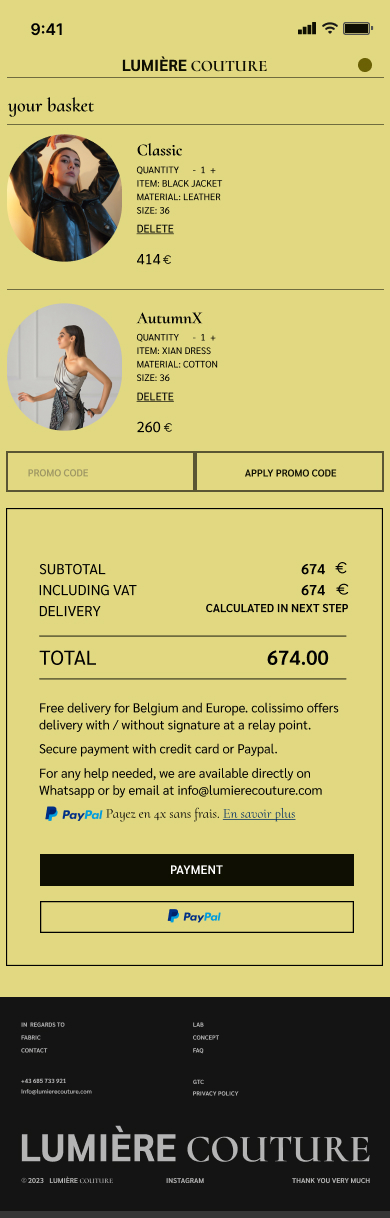 9:41
LUMIÈRE COUTURE
your basket
Classic
QUANTITY - 1 +
ITEM: BLACK JACKET
MATERIAL: LEATHER
SIZE: 36
DELETE
414 €
AutumnX
QUANTITY - 1 +
ITEM: XIAN DRESS
MATERIAL: COTTON
SIZE: 36
DELETE
260 €
PROMO CODE APPLY PROMO CODE
SUBTOTAL 674 €
INCLUDING VAT 674 €
DELIVERY CALCULATED IN NEXT STEP
TOTAL 674.00
Free delivery for Belgium and Europe. colissimo offers
delivery with / without signature at a relay point.
Secure payment with credit card or Paypal.
For any help needed, we are available directly on
Whatsapp or by email at info@lumierecouture.com
PayPal Payez en 4x sans frais. En savoir plus
PAYMENT
PayPal
IN REGARDS TO LAB
FABRIC CONCEPT
CONTACT FAQ
+43 685 733 921 GTC
Info@lumierecouture.com PRIVACY POLICY
LUMIÈRE COUTURE
© 2023 LUMIÈRE COUTURE INSTAGRAM THANK YOU VERY MUCH